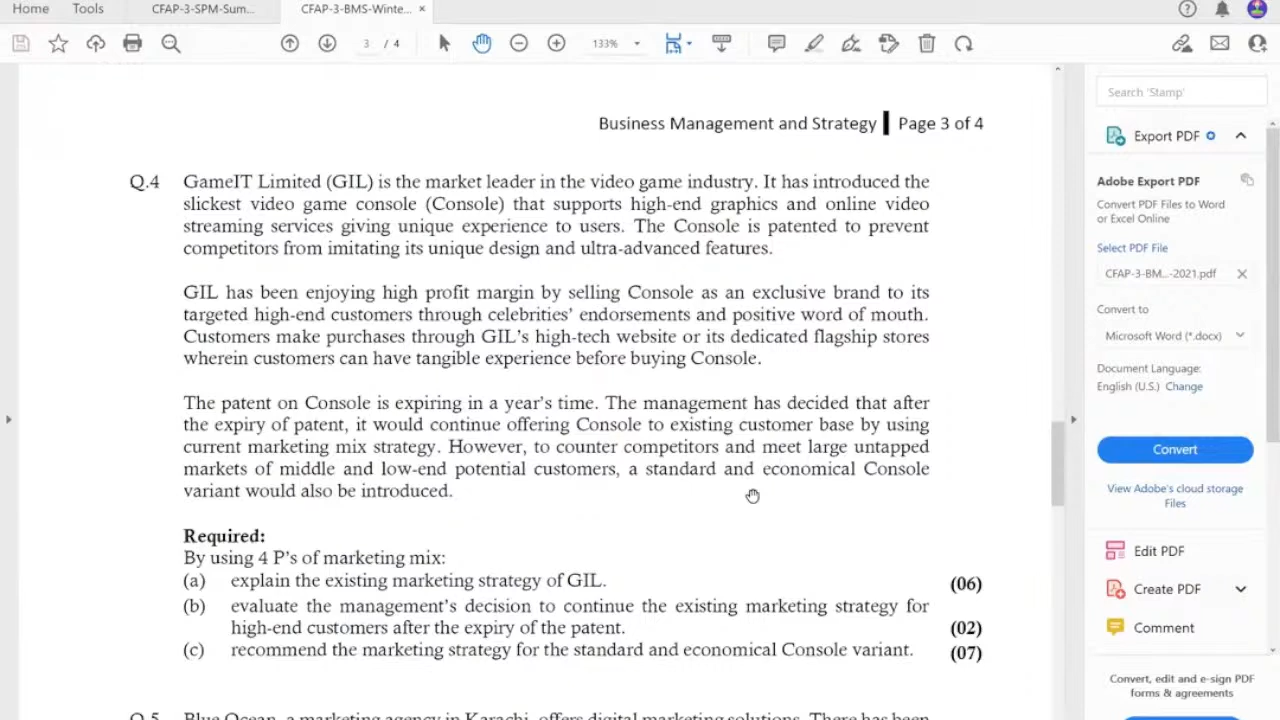 Home Tools CFAP-3-SPM-Sum... CFAP-3-BMS-Winte... ×
3 / 4 133%
Search 'Stamp'
Business Management and Strategy | Page 3 of 4
Export PDF
Adobe Export PDF
Convert PDF Files to Word
or Excel Online
Select PDF File
CFAP-3-BM...-2021.pdf
Convert to
Microsoft Word (*.docx)
Document Language:
English (U.S.) Change
Convert
View Adobe's cloud storage
Files
Edit PDF
Create PDF
Comment
Convert, edit and e-sign PDF
forms & agreements
Q.4 GameIT Limited (GIL) is the market leader in the video game industry. It has introduced the
slickest video game console (Console) that supports high-end graphics and online video
streaming services giving unique experience to users. The Console is patented to prevent
competitors from imitating its unique design and ultra-advanced features.
GIL has been enjoying high profit margin by selling Console as an exclusive brand to its
targeted high-end customers through celebrities' endorsements and positive word of mouth.
Customers make purchases through GIL's high-tech website or its dedicated flagship stores
wherein customers can have tangible experience before buying Console.
The patent on Console is expiring in a year's time. The management has decided that after
the expiry of patent, it would continue offering Console to existing customer base by using
current marketing mix strategy. However, to counter competitors and meet large untapped
markets of middle and low-end potential customers, a standard and economical Console
variant would also be introduced.
Required:
By using 4 P's of marketing mix:
(a) explain the existing marketing strategy of GIL. (06)
(b) evaluate the management's decision to continue the existing marketing strategy for
high-end customers after the expiry of the patent. (02)
(c) recommend the marketing strategy for the standard and economical Console variant. (07)
Q.5 Blue Ocean, a marketing agency in Karachi, offers digital marketing solutions. There has been